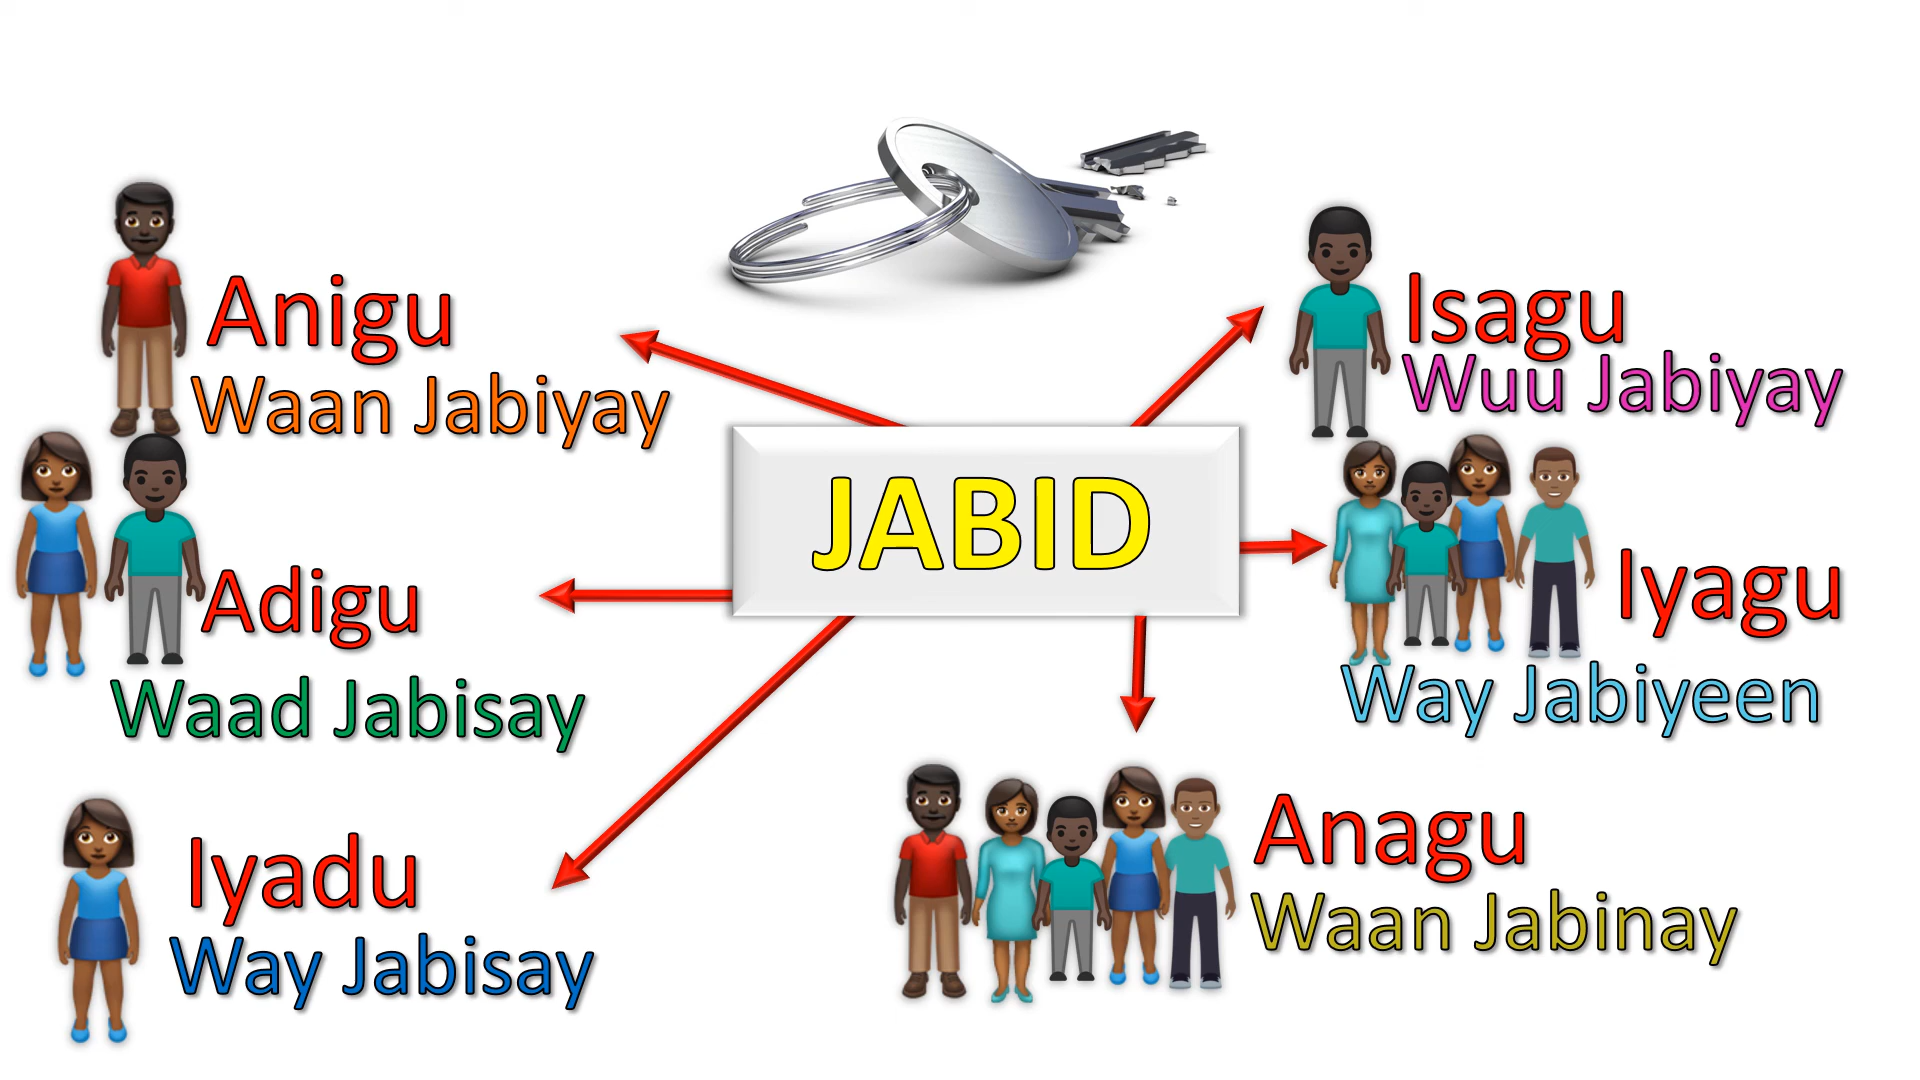 Anigu
Waan Jabiyay
Isagu
Wuu Jabiyay
JABID
Adigu
Waad Jabisay
Iyagu
Way Jabiyeen
Iyadu
Way Jabisay
Anagu
Waan Jabinay